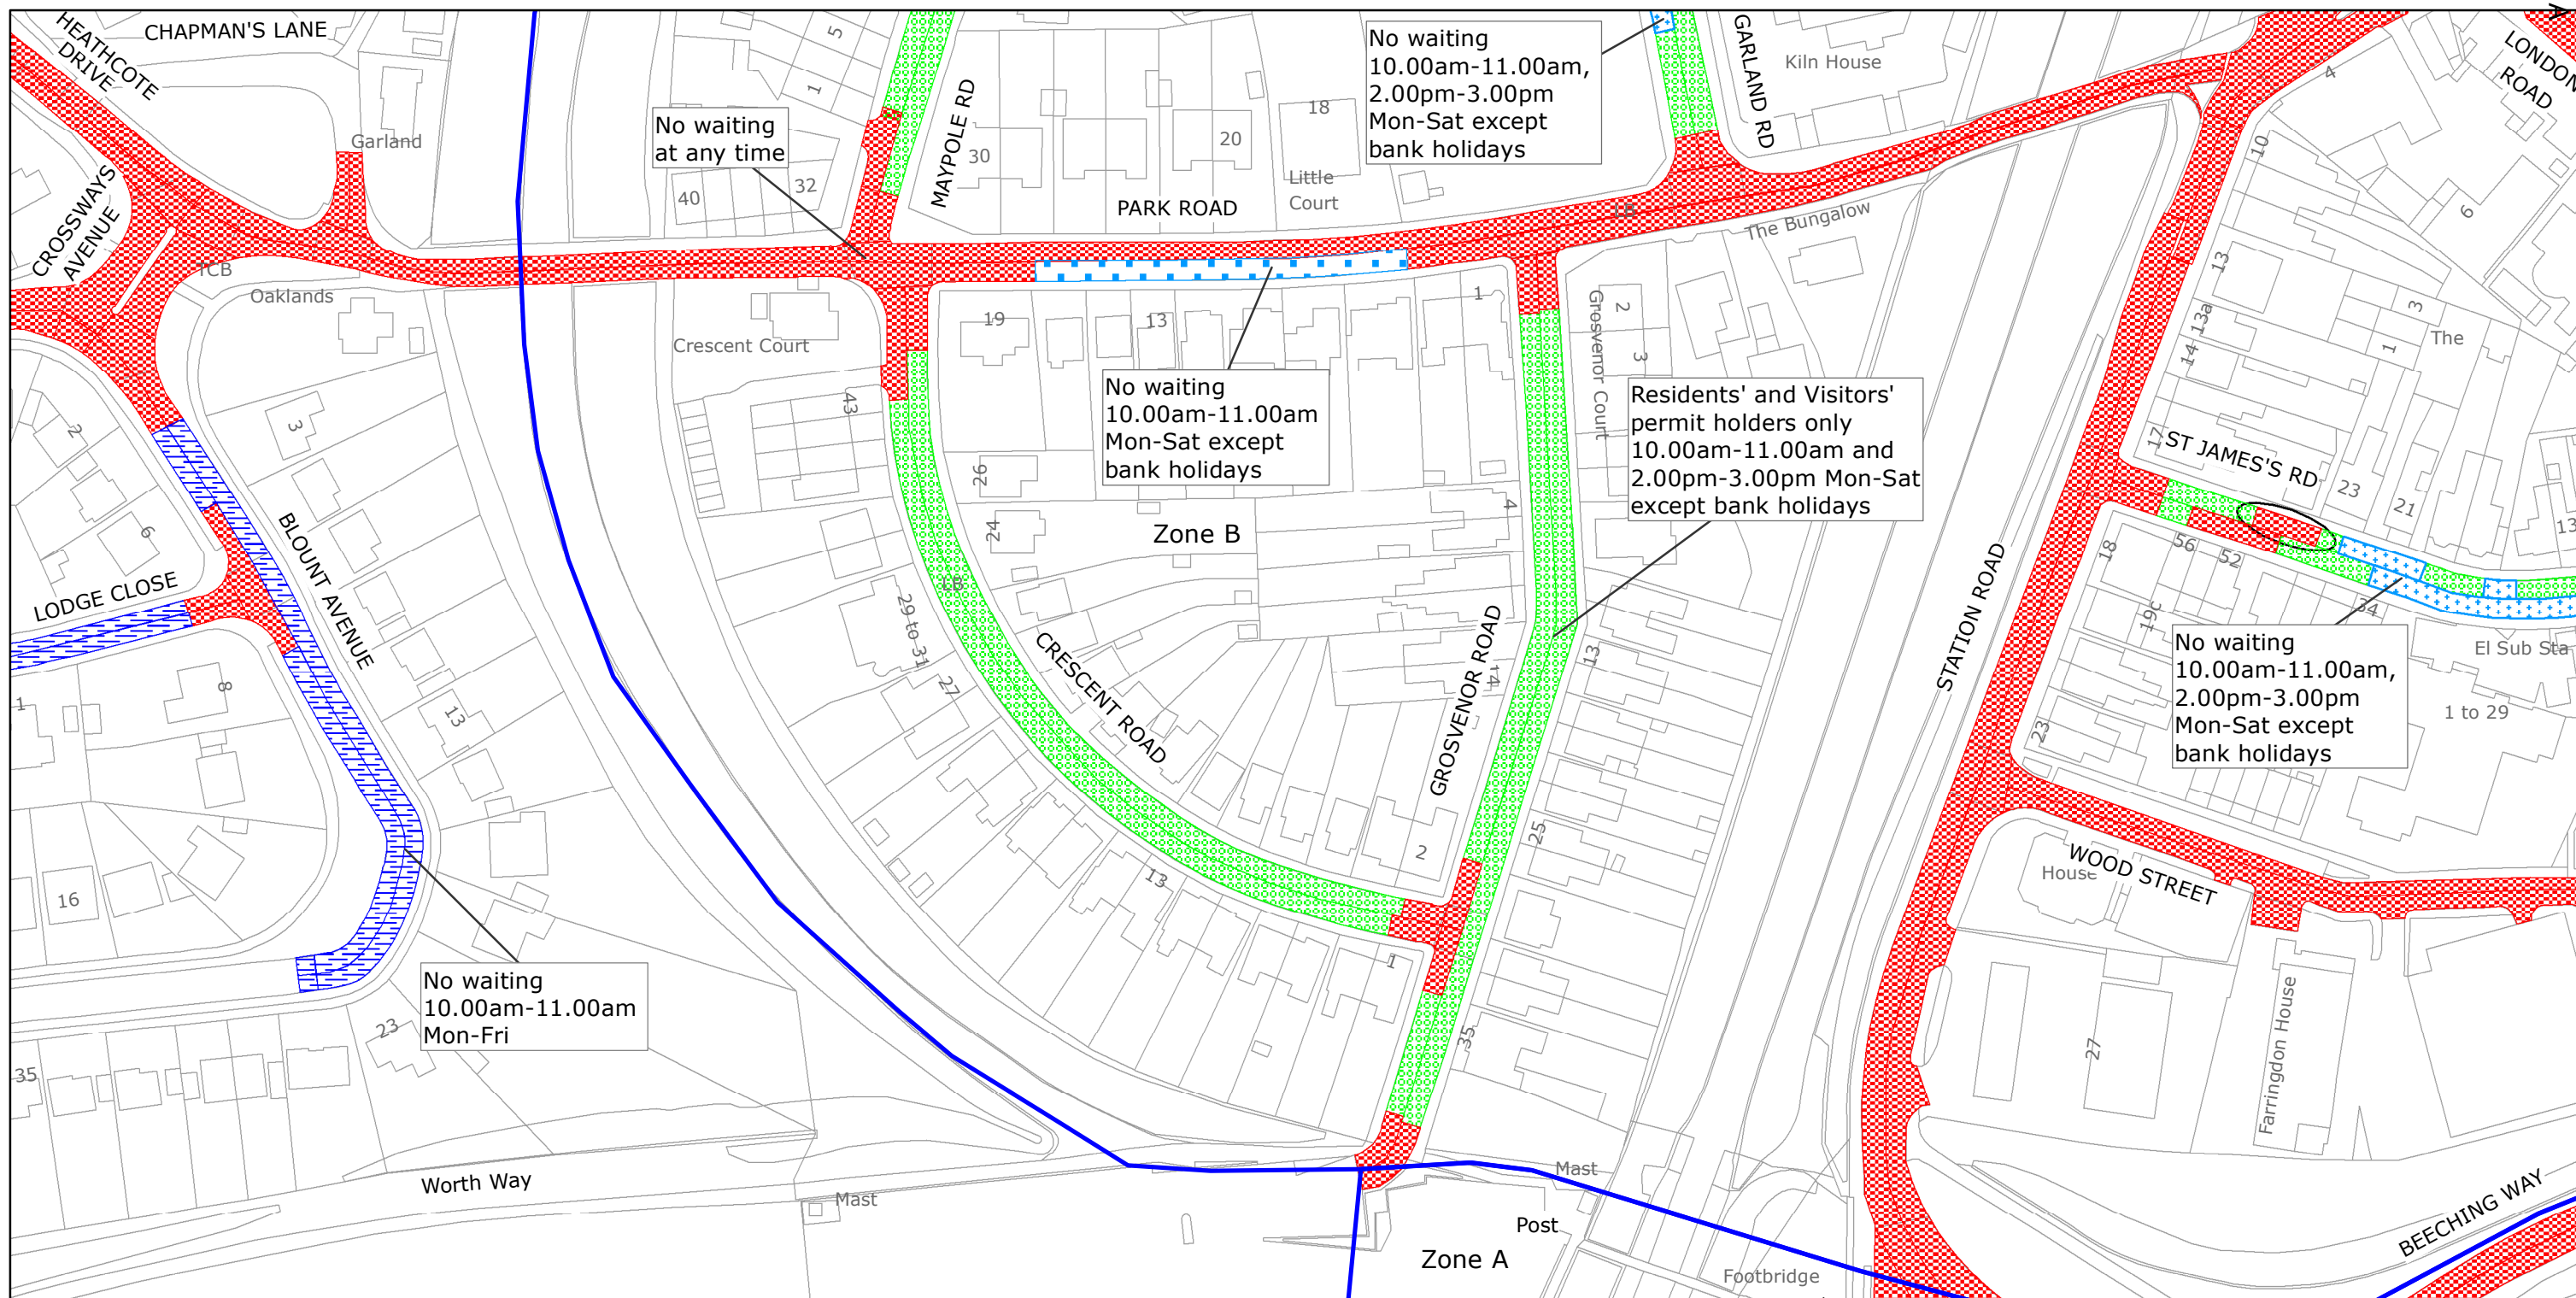 CHAPMAN'S LANE
HEATHCOTE
DRIVE
Garland
CROSSWAYS
AVENUE
TCB
Oaklands
No waiting
at any time
5
1
40
32
MAYPOLE RD
30
20
18
Little
Court
PARK ROAD
No waiting
10.00am-11.00am,
2.00pm-3.00pm
Mon-Sat except
bank holidays
GARLAND RD
Kiln House
LB
The Bungalow
LONDON
ROAD
4
10
6
13
13a
14
17
3
1
The
ST JAMES'S RD
23
21
13
18
56
52
34
19c
23
El Sub Sta
1 to 29
No waiting
10.00am-11.00am,
2.00pm-3.00pm
Mon-Sat except
bank holidays
Crescent Court
43
19
13
1
No waiting
10.00am-11.00am
Mon-Sat except
bank holidays
Grosvenor Court
2
3
Residents' and Visitors'
permit holders only
10.00am-11.00am and
2.00pm-3.00pm Mon-Sat
except bank holidays
26
24
Zone B
4
14
LB
29 to 31
27
CRESCENT ROAD
GROSVENOR ROAD
13
25
2
13
1
35
STATION ROAD
WOOD STREET
House
27
Farringdon House
BEECHING WAY
2
3
6
LODGE CLOSE
BLOUNT AVENUE
1
8
13
16
23
35
No waiting
10.00am-11.00am
Mon-Fri
Worth Way
Mast
Mast
Post
Zone A
Footbridge